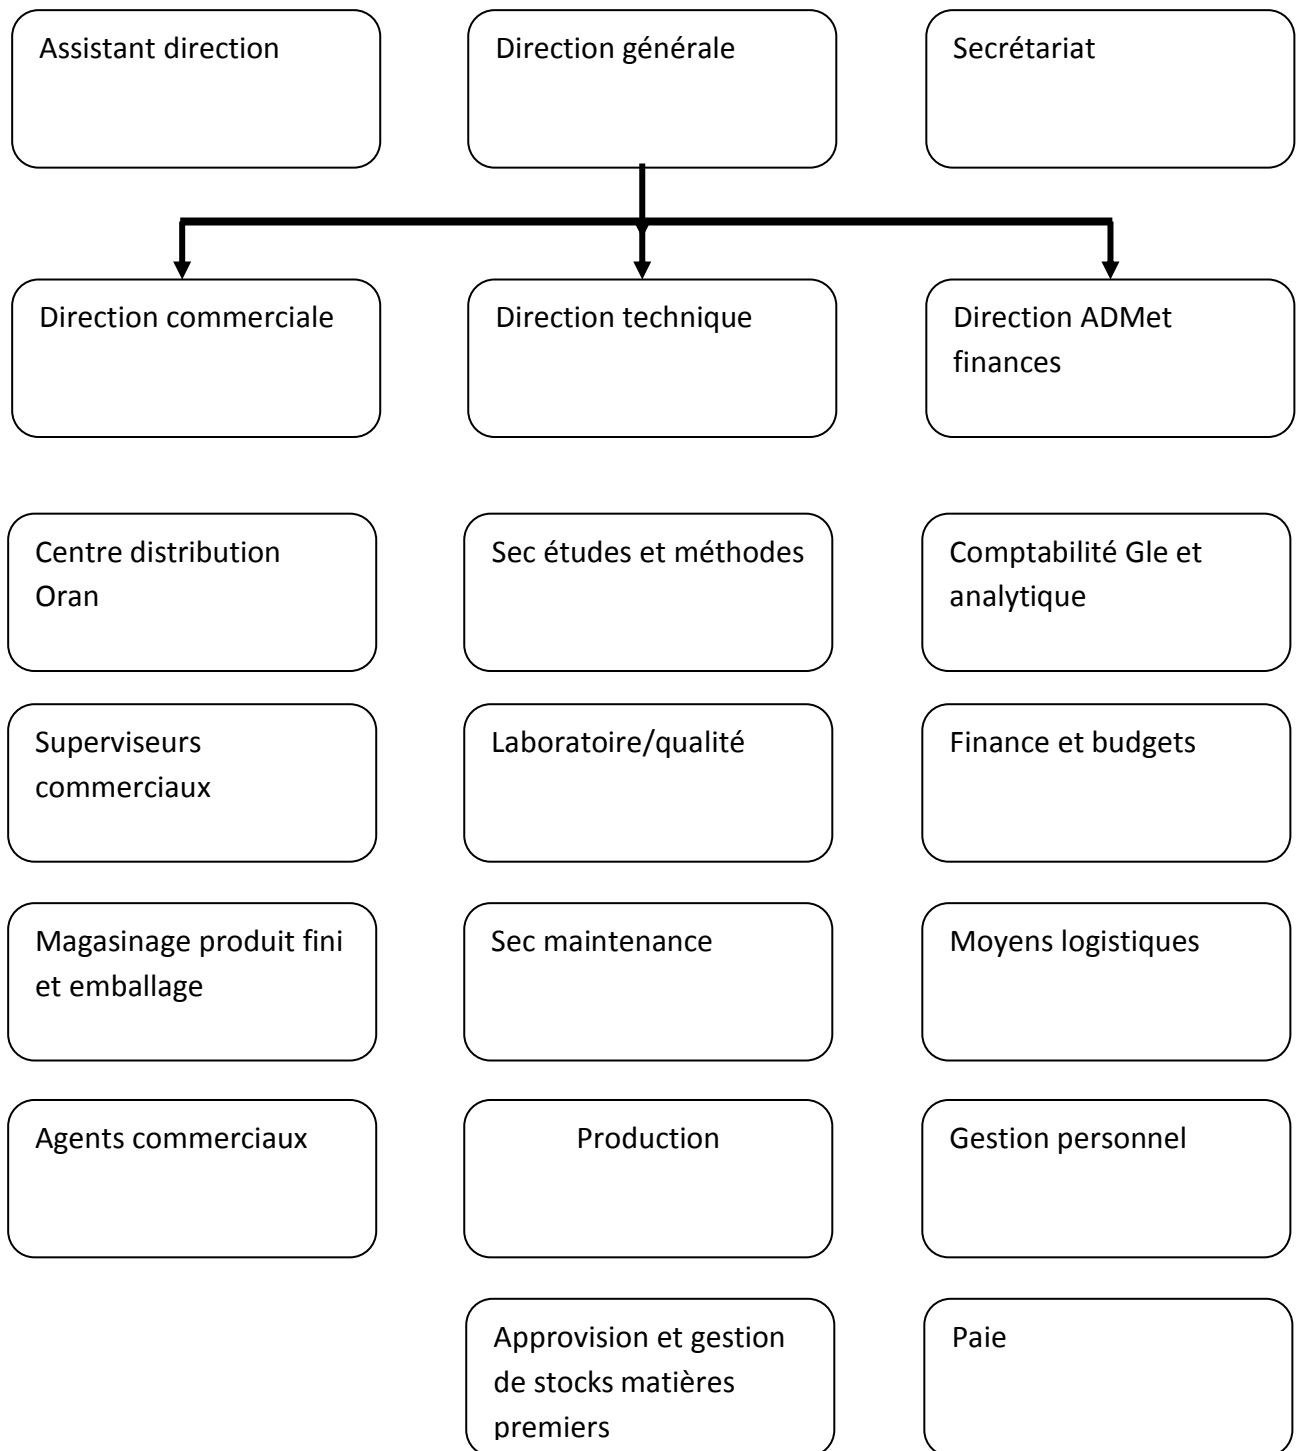 Assistant direction
Direction générale
Secrétariat
Direction commerciale
Direction technique
Direction ADMet
finances
Centre distribution
Oran
Sec études et méthodes
Comptabilité Gle et
analytique
Superviseurs
commerciaux
Laboratoire/qualité
Finance et budgets
Magasinage produit fini
et emballage
Sec maintenance
Moyens logistiques
Agents commerciaux
Production
Gestion personnel
Approvision et gestion
de stocks matières
premiers
Paie